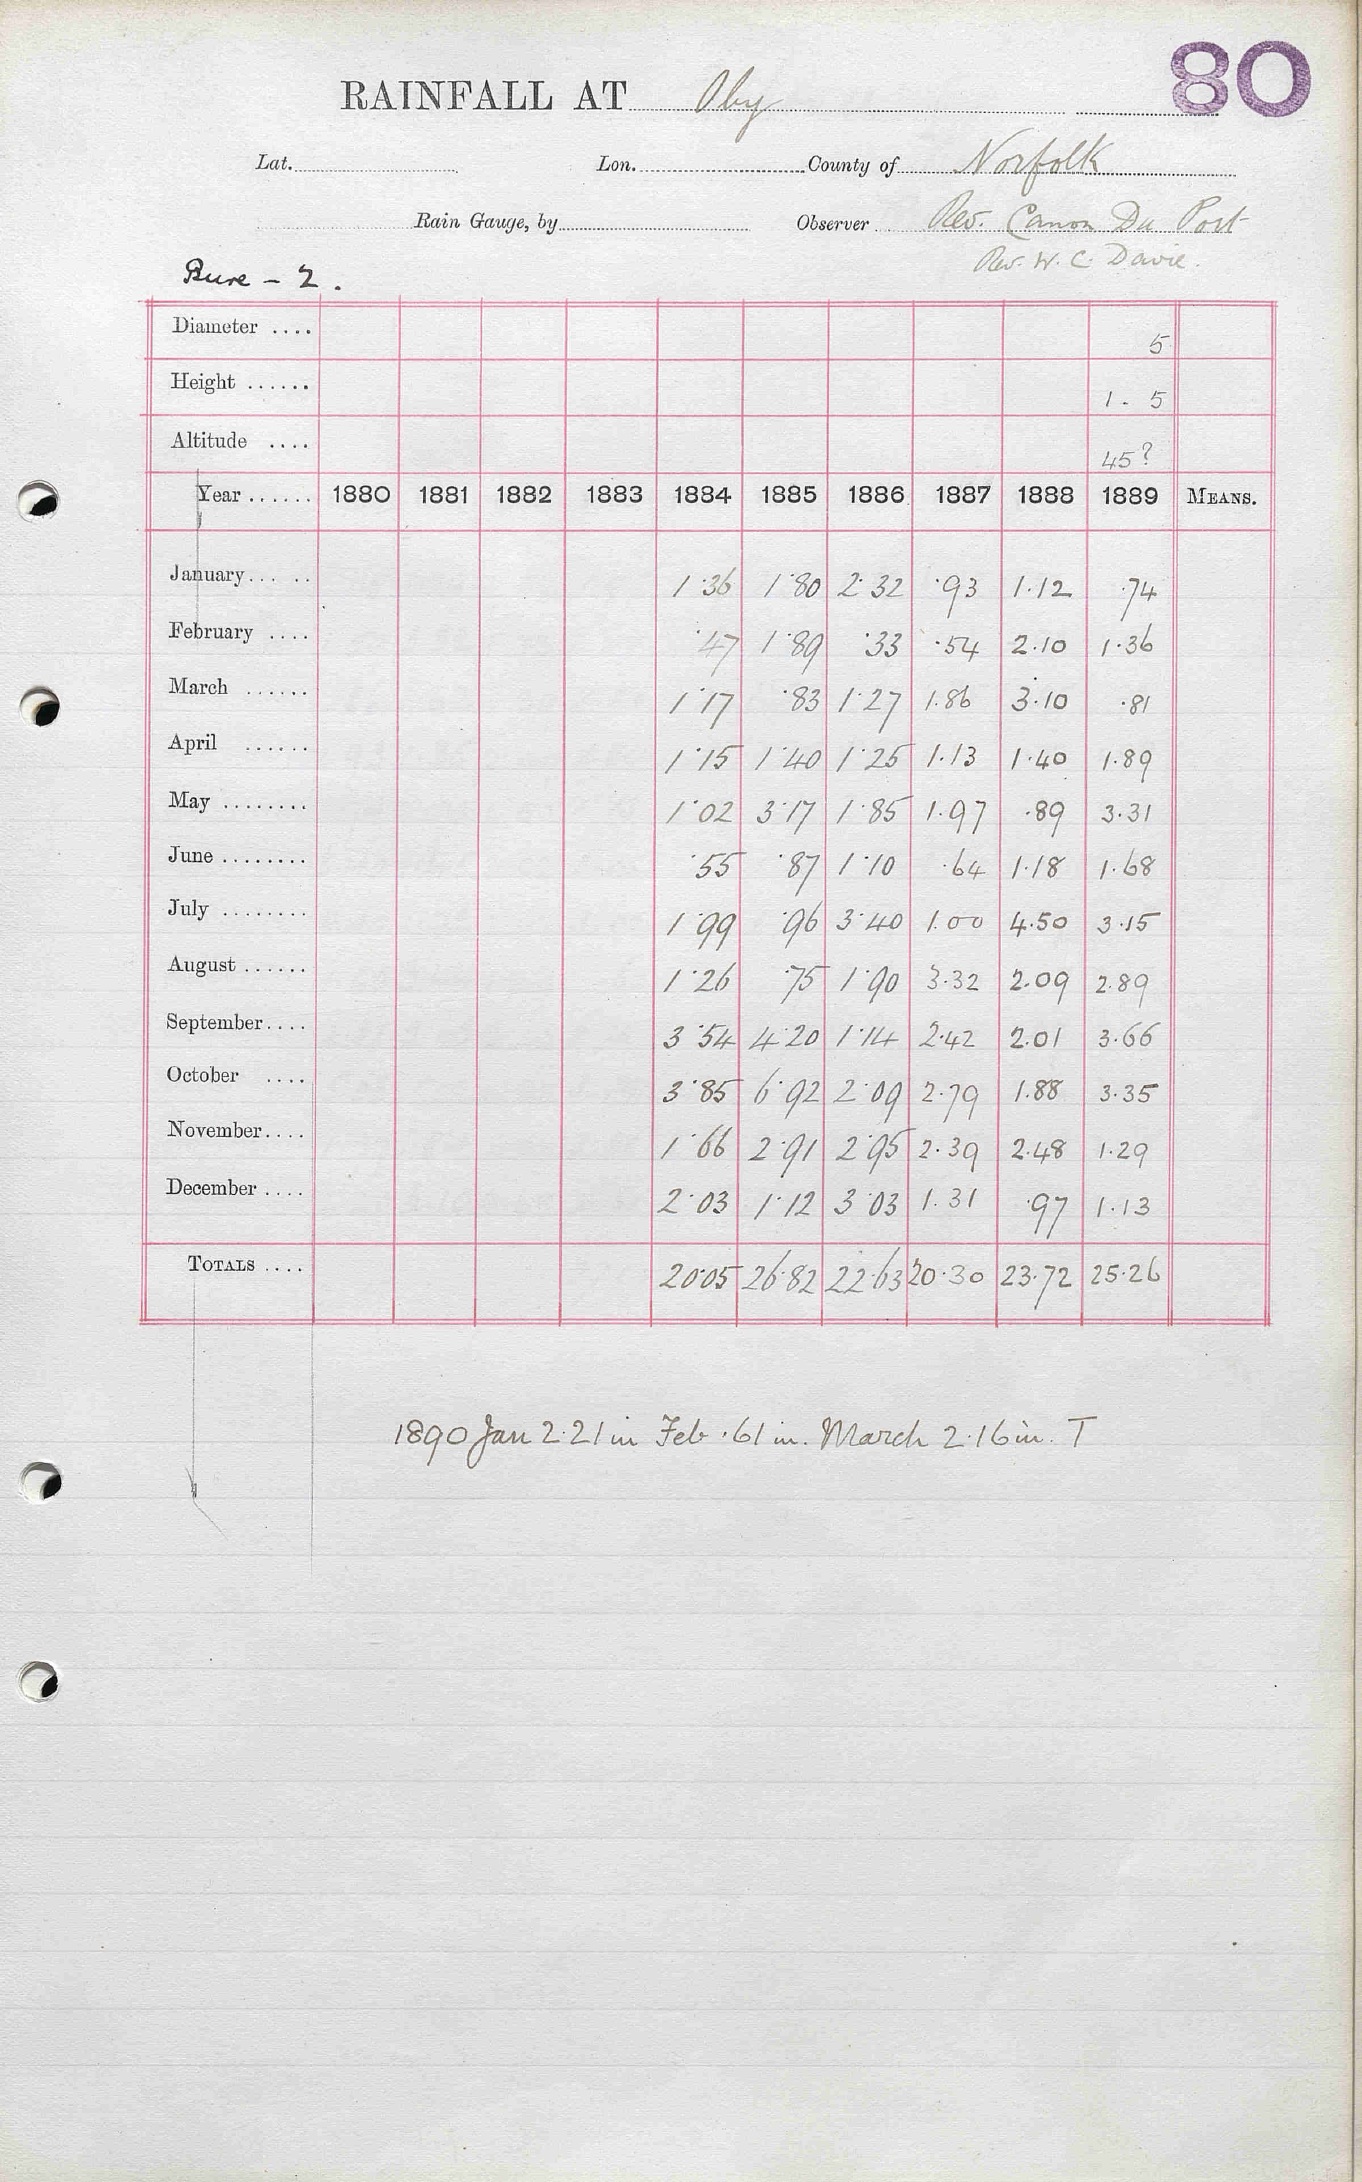 80
RAINFALL AT Oby
Lat. Lon. County of Norfolk
Rain Gauge, by Observer Rev. Canon Du Port
Rev. W. C. Davie.
Bure - 2.
Diameter .... 5
Height ...... 1 - 5
Altitude .... 45?
Year ...... 1880 1881 1882 1883 1884 1885 1886 1887 1888 1889 MEANS.
January... .. 1·36 1·80 2·32 ·93 1·12 ·74
February .... ·47 1·89 ·33 ·54 2·10 1·36
March ...... 1·17 ·83 1·27 1·86 3·10 ·81
April ...... 1·15 1·40 1·25 1·13 1·40 1·89
May ........ 1·02 3·17 1·85 1·97 ·89 3·31
June ........ ·55 ·87 1·10 ·64 1·18 1·68
July ........ 1·99 ·96 3·40 1·00 4·50 3·15
August ...... 1·26 ·75 1·90 3·32 2·09 2·89
September.... 3·54 4·20 1·14 2·42 2·01 3·66
October .... 3·85 6·92 2·09 2·79 1·88 3·35
November.... 1·66 2·91 2·95 2·39 2·48 1·29
December .... 2·03 1·12 3·03 1·31 ·97 1·13
TOTALS .... 20·05 26·82 22·63 20·30 23·72 25·26
1890 Jan 2·21 in Feb ·61 in. March 2·16 in. T